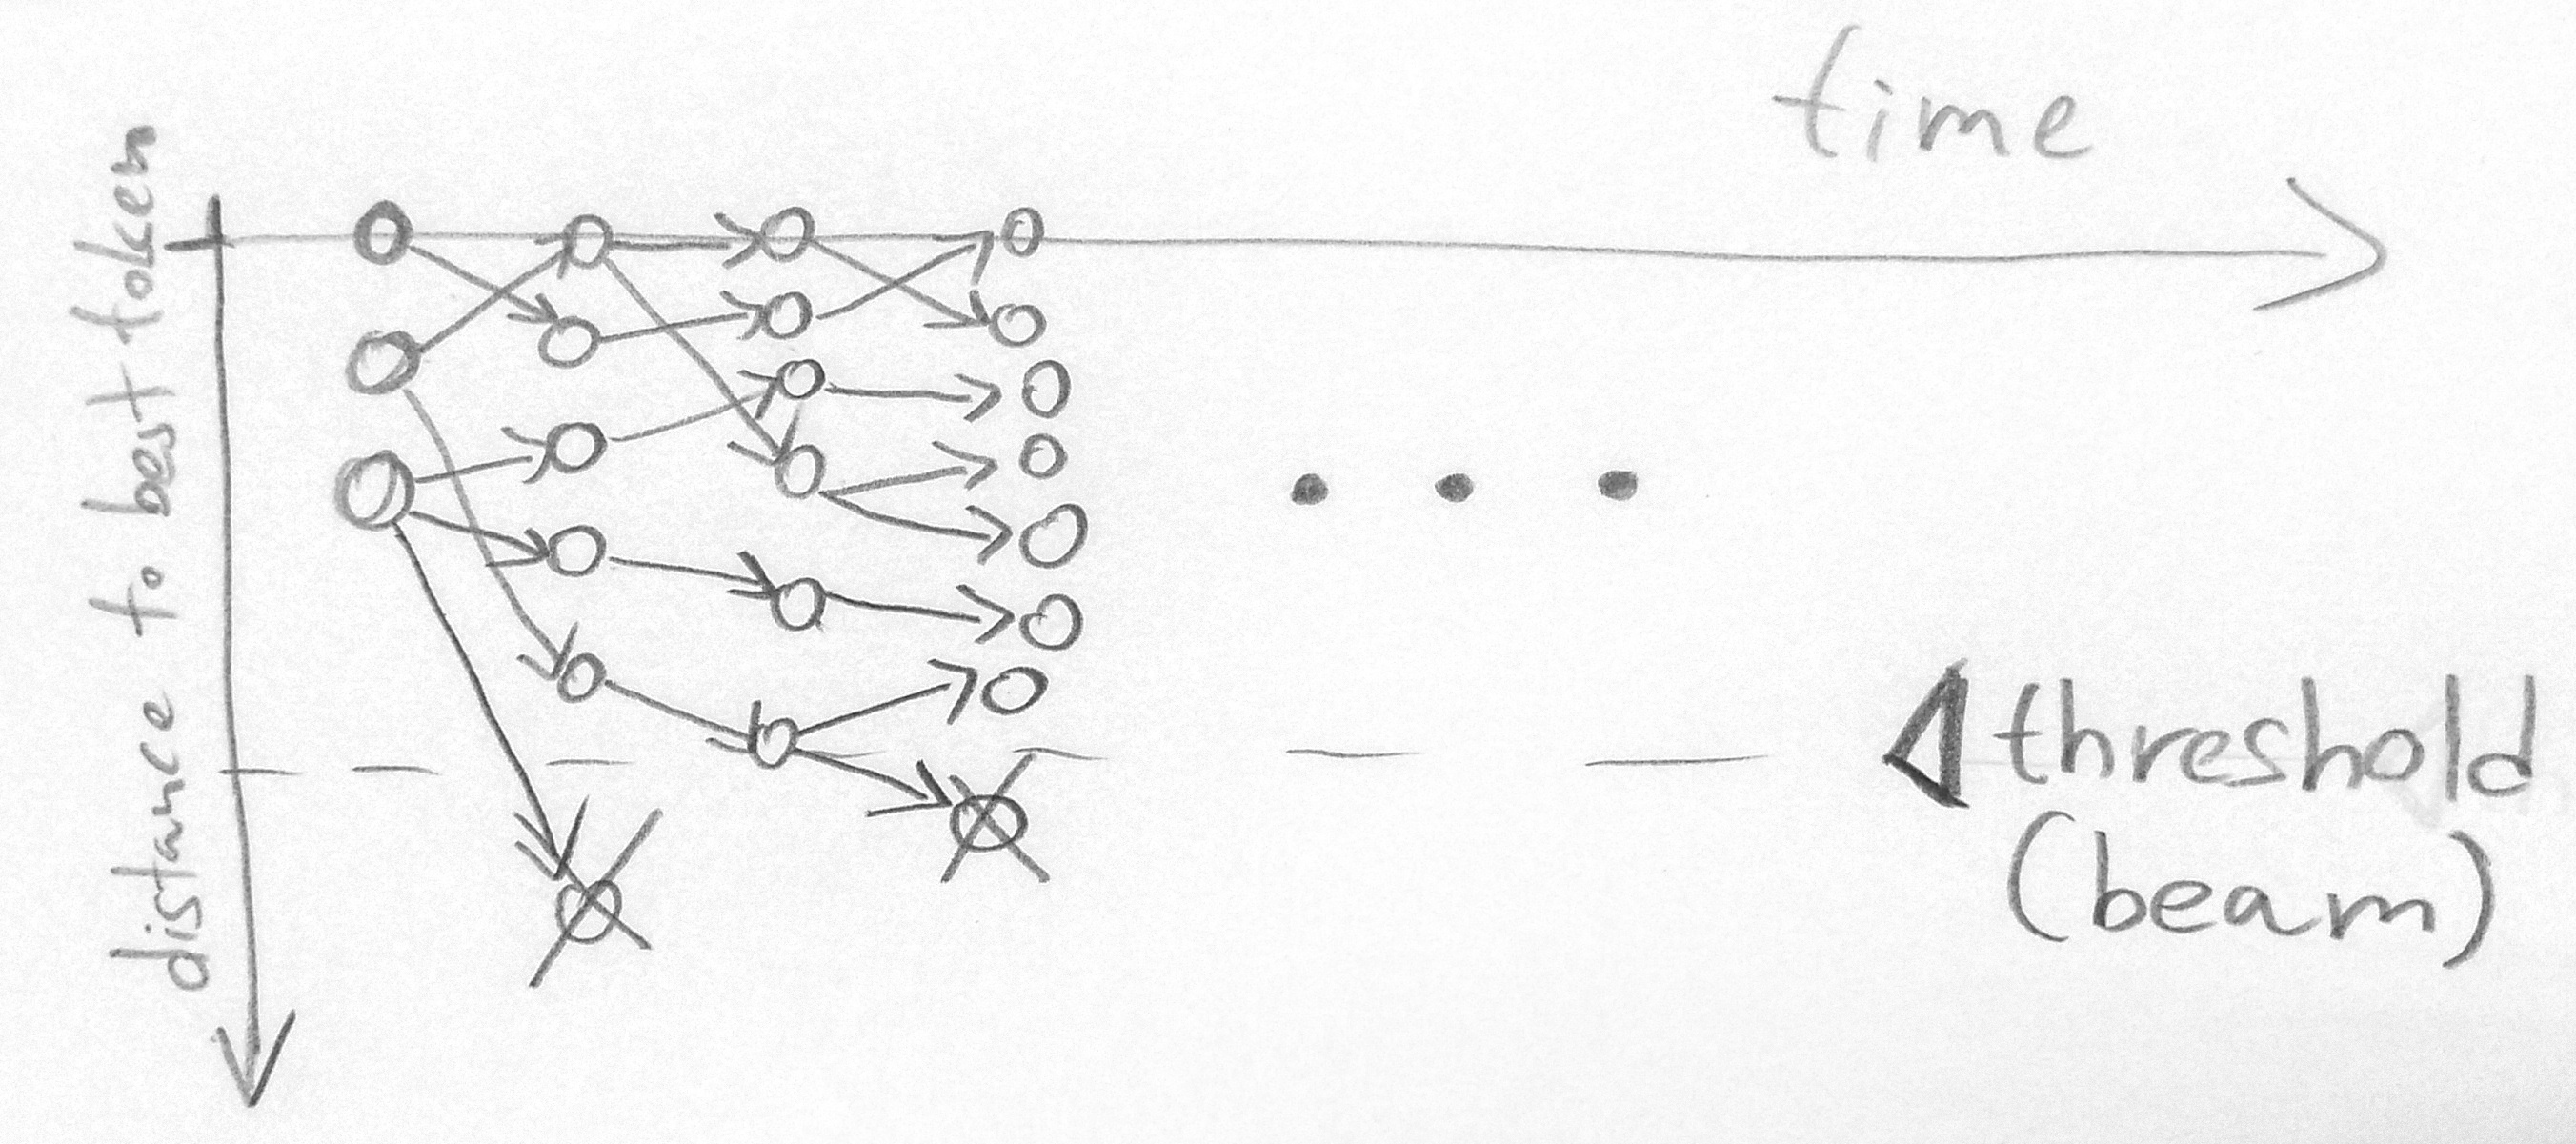 time
distance to best token
threshold
(beam)